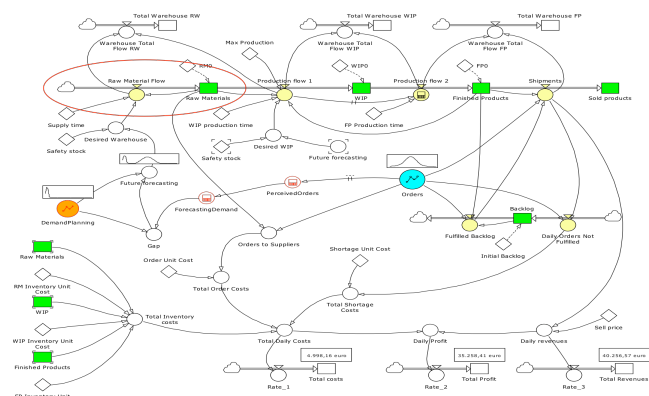 Total Warehouse RW
Total Warehouse WIP
Total Warehouse FP
Warehouse Total
Flow RW
Max Production
Warehouse Total
Flow WIP
Warehouse Total
Flow FP
RM0
WIP0
FP0
Raw Material Flow
Production flow 1
Production flow 2
Shipments
Raw Materials
WIP
Finished Products
Sold products
Supply time
WIP production time
FP Production time
Desired Warehouse
Safety stock
Safety stock
Desired WIP
Future forecasting
Future forecasting
PerceivedOrders
Orders
DemandPlanning
ForecastingDemand
Backlog
Gap
Orders to Suppliers
Fulfilled Backlog
Daily Orders Not
Fulfilled
Initial Backlog
Raw Materials
Order Unit Cost
Shortage Unit Cost
RM Inventory Unit
Cost
Total Order Costs
WIP
Total Shortage
Costs
Total Inventory
costs
Sell price
WIP Inventory Unit
Cost
Total Daily Costs
Daily Profit
Daily revenues
Finished Products
4.998,16 euro
35.258,41 euro
40.256,57 euro
Rate_1
Total costs
Rate_2
Total Profit
Rate_3
Total Revenues
FP Inventory Unit